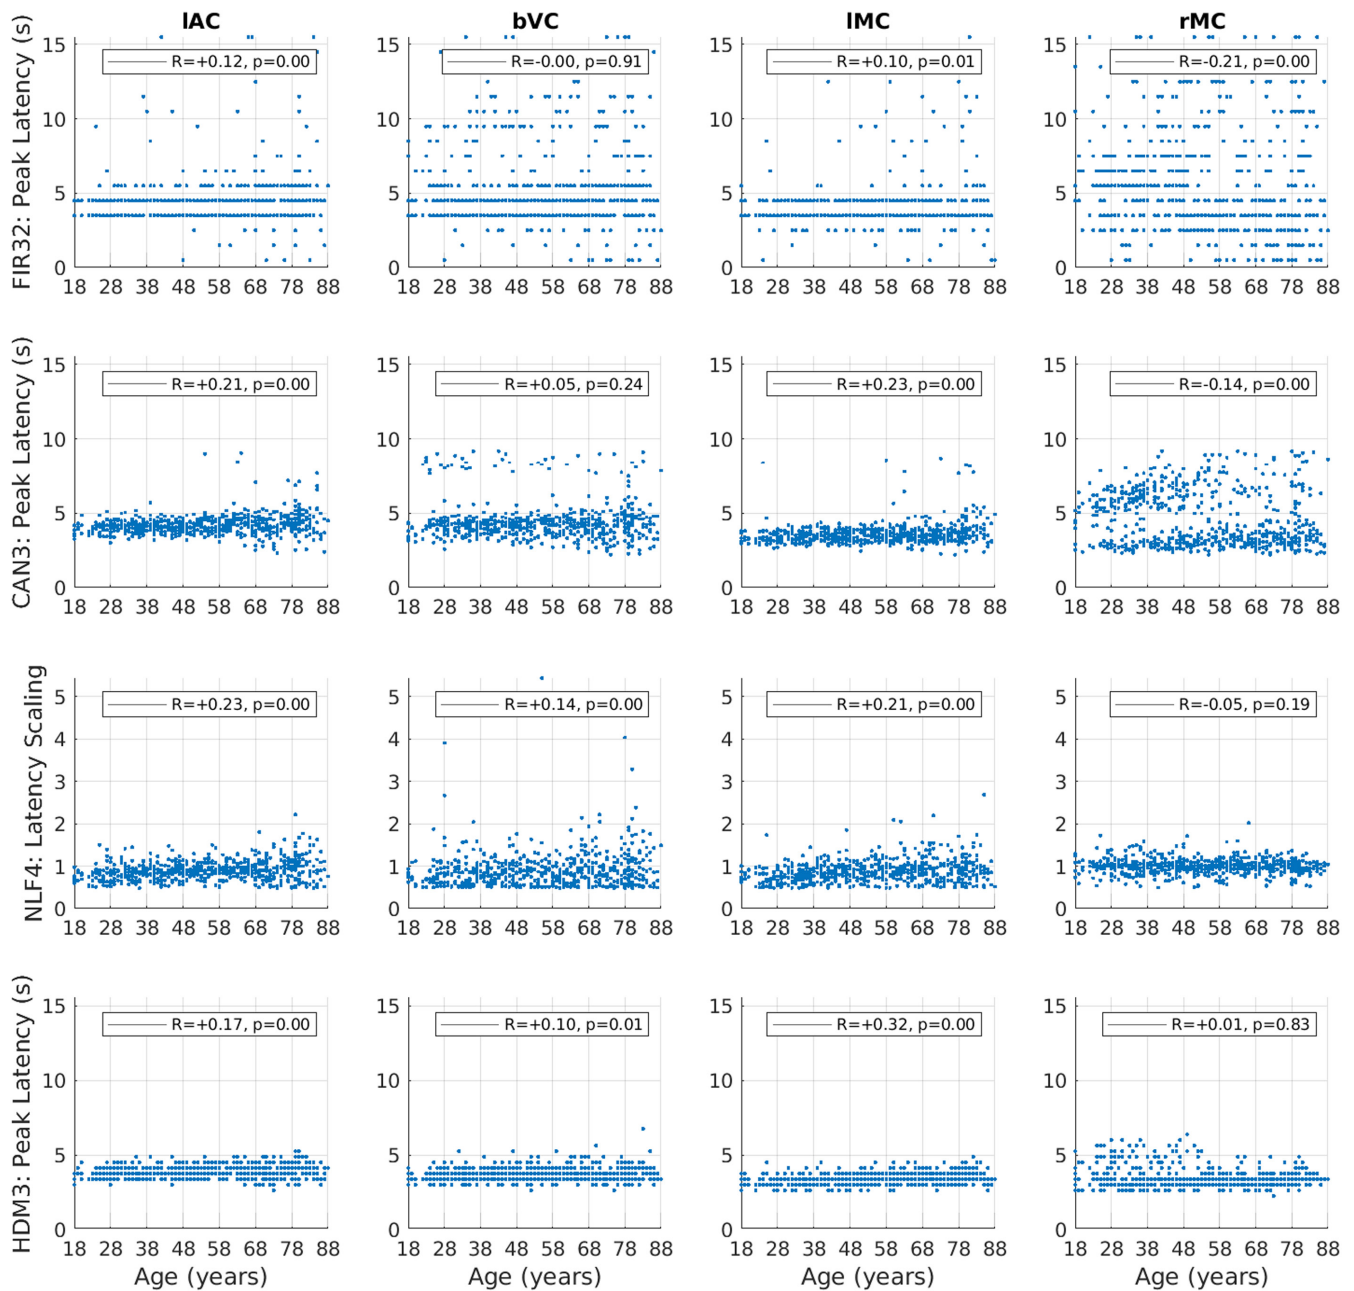 lAC bVC lMC rMC
FIR32: Peak Latency (s)
15 10 5 0
R=+0.12, p=0.00
18 28 38 48 58 68 78 88
15 10 5 0
R=-0.00, p=0.91
18 28 38 48 58 68 78 88
15 10 5 0
R=+0.10, p=0.01
18 28 38 48 58 68 78 88
15 10 5 0
R=-0.21, p=0.00
18 28 38 48 58 68 78 88
CAN3: Peak Latency (s)
15 10 5 0
R=+0.21, p=0.00
18 28 38 48 58 68 78 88
15 10 5 0
R=+0.05, p=0.24
18 28 38 48 58 68 78 88
15 10 5 0
R=+0.23, p=0.00
18 28 38 48 58 68 78 88
15 10 5 0
R=-0.14, p=0.00
18 28 38 48 58 68 78 88
NLF4: Latency Scaling
5 4 3 2 1 0
R=+0.23, p=0.00
18 28 38 48 58 68 78 88
5 4 3 2 1 0
R=+0.14, p=0.00
18 28 38 48 58 68 78 88
5 4 3 2 1 0
R=+0.21, p=0.00
18 28 38 48 58 68 78 88
5 4 3 2 1 0
R=-0.05, p=0.19
18 28 38 48 58 68 78 88
HDM3: Peak Latency (s)
15 10 5 0
R=+0.17, p=0.00
18 28 38 48 58 68 78 88
Age (years)
15 10 5 0
R=+0.10, p=0.01
18 28 38 48 58 68 78 88
Age (years)
15 10 5 0
R=+0.32, p=0.00
18 28 38 48 58 68 78 88
Age (years)
15 10 5 0
R=+0.01, p=0.83
18 28 38 48 58 68 78 88
Age (years)